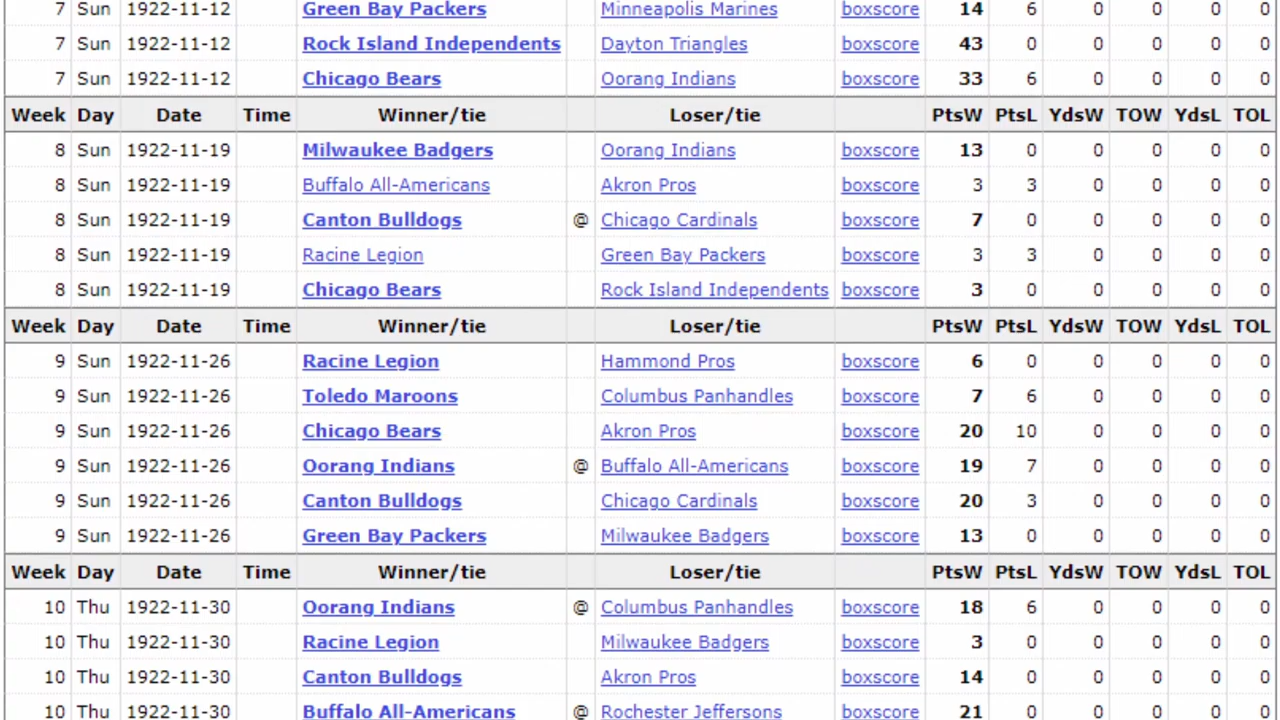 7 Sun 1922-11-12 Green Bay Packers Minneapolis Marines boxscore 14 6 0 0 0 0
7 Sun 1922-11-12 Rock Island Independents Dayton Triangles boxscore 43 0 0 0 0 0
7 Sun 1922-11-12 Chicago Bears Oorang Indians boxscore 33 6 0 0 0 0
Week Day Date Time Winner/tie Loser/tie PtsW PtsL YdsW TOW YdsL TOL
8 Sun 1922-11-19 Milwaukee Badgers Oorang Indians boxscore 13 0 0 0 0 0
8 Sun 1922-11-19 Buffalo All-Americans Akron Pros boxscore 3 3 0 0 0 0
8 Sun 1922-11-19 Canton Bulldogs @ Chicago Cardinals boxscore 7 0 0 0 0 0
8 Sun 1922-11-19 Racine Legion Green Bay Packers boxscore 3 3 0 0 0 0
8 Sun 1922-11-19 Chicago Bears Rock Island Independents boxscore 3 0 0 0 0 0
Week Day Date Time Winner/tie Loser/tie PtsW PtsL YdsW TOW YdsL TOL
9 Sun 1922-11-26 Racine Legion Hammond Pros boxscore 6 0 0 0 0 0
9 Sun 1922-11-26 Toledo Maroons Columbus Panhandles boxscore 7 6 0 0 0 0
9 Sun 1922-11-26 Chicago Bears Akron Pros boxscore 20 10 0 0 0 0
9 Sun 1922-11-26 Oorang Indians @ Buffalo All-Americans boxscore 19 7 0 0 0 0
9 Sun 1922-11-26 Canton Bulldogs Chicago Cardinals boxscore 20 3 0 0 0 0
9 Sun 1922-11-26 Green Bay Packers Milwaukee Badgers boxscore 13 0 0 0 0 0
Week Day Date Time Winner/tie Loser/tie PtsW PtsL YdsW TOW YdsL TOL
10 Thu 1922-11-30 Oorang Indians @ Columbus Panhandles boxscore 18 6 0 0 0 0
10 Thu 1922-11-30 Racine Legion Milwaukee Badgers boxscore 3 0 0 0 0 0
10 Thu 1922-11-30 Canton Bulldogs Akron Pros boxscore 14 0 0 0 0 0
10 Thu 1922-11-30 Buffalo All-Americans @ Rochester Jeffersons boxscore 21 0 0 0 0 0